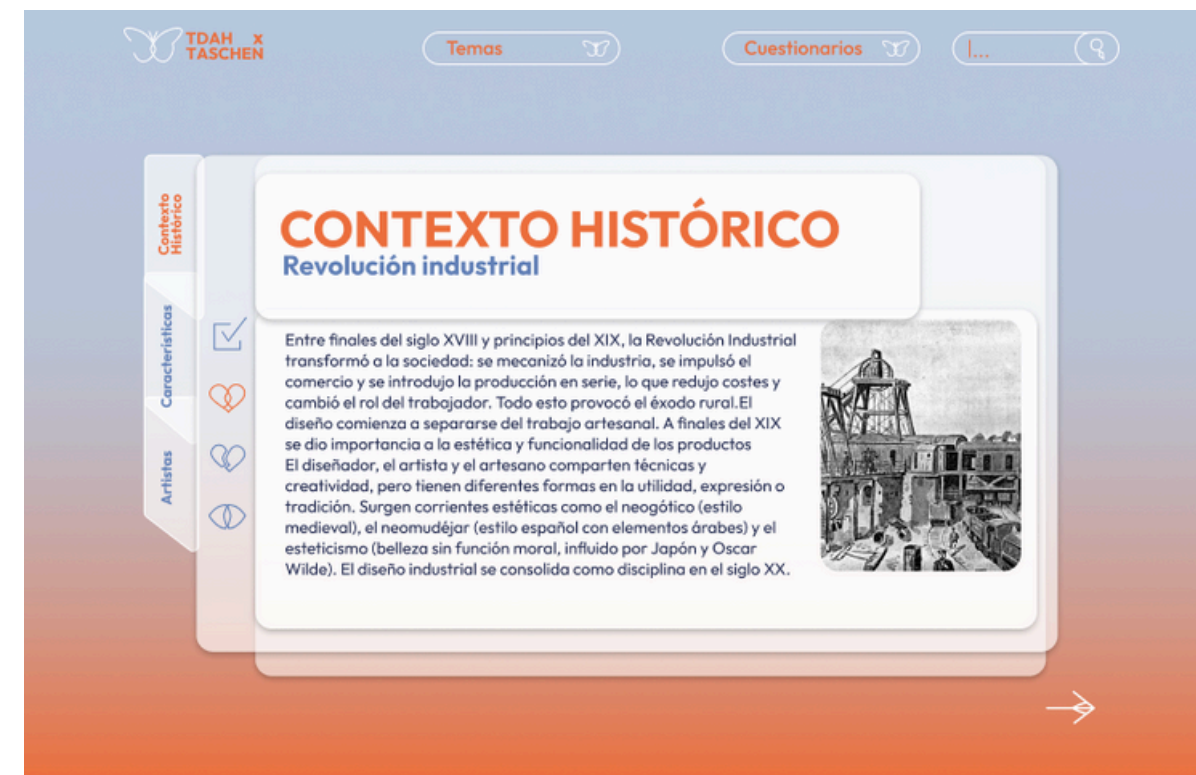 TDAH x
TASCHEN
Temas
Cuestionarios
|...
Contexto
Histórico
Características
Artistas
CONTEXTO HISTÓRICO
Revolución industrial
Entre finales del siglo XVIII y principios del XIX, la Revolución Industrial
transformó a la sociedad: se mecanizó la industria, se impulsó el
comercio y se introdujo la producción en serie, lo que redujo costes y
cambió el rol del trabajador. Todo esto provocó el éxodo rural.El
diseño comienza a separarse del trabajo artesanal. A finales del XIX
se dio importancia a la estética y funcionalidad de los productos
El diseñador, el artista y el artesano comparten técnicas y
creatividad, pero tienen diferentes formas en la utilidad, expresión o
tradición. Surgen corrientes estéticas como el neogótico (estilo
medieval), el neomudéjar (estilo español con elementos árabes) y el
esteticismo (belleza sin función moral, influido por Japón y Oscar
Wilde). El diseño industrial se consolida como disciplina en el siglo XX.